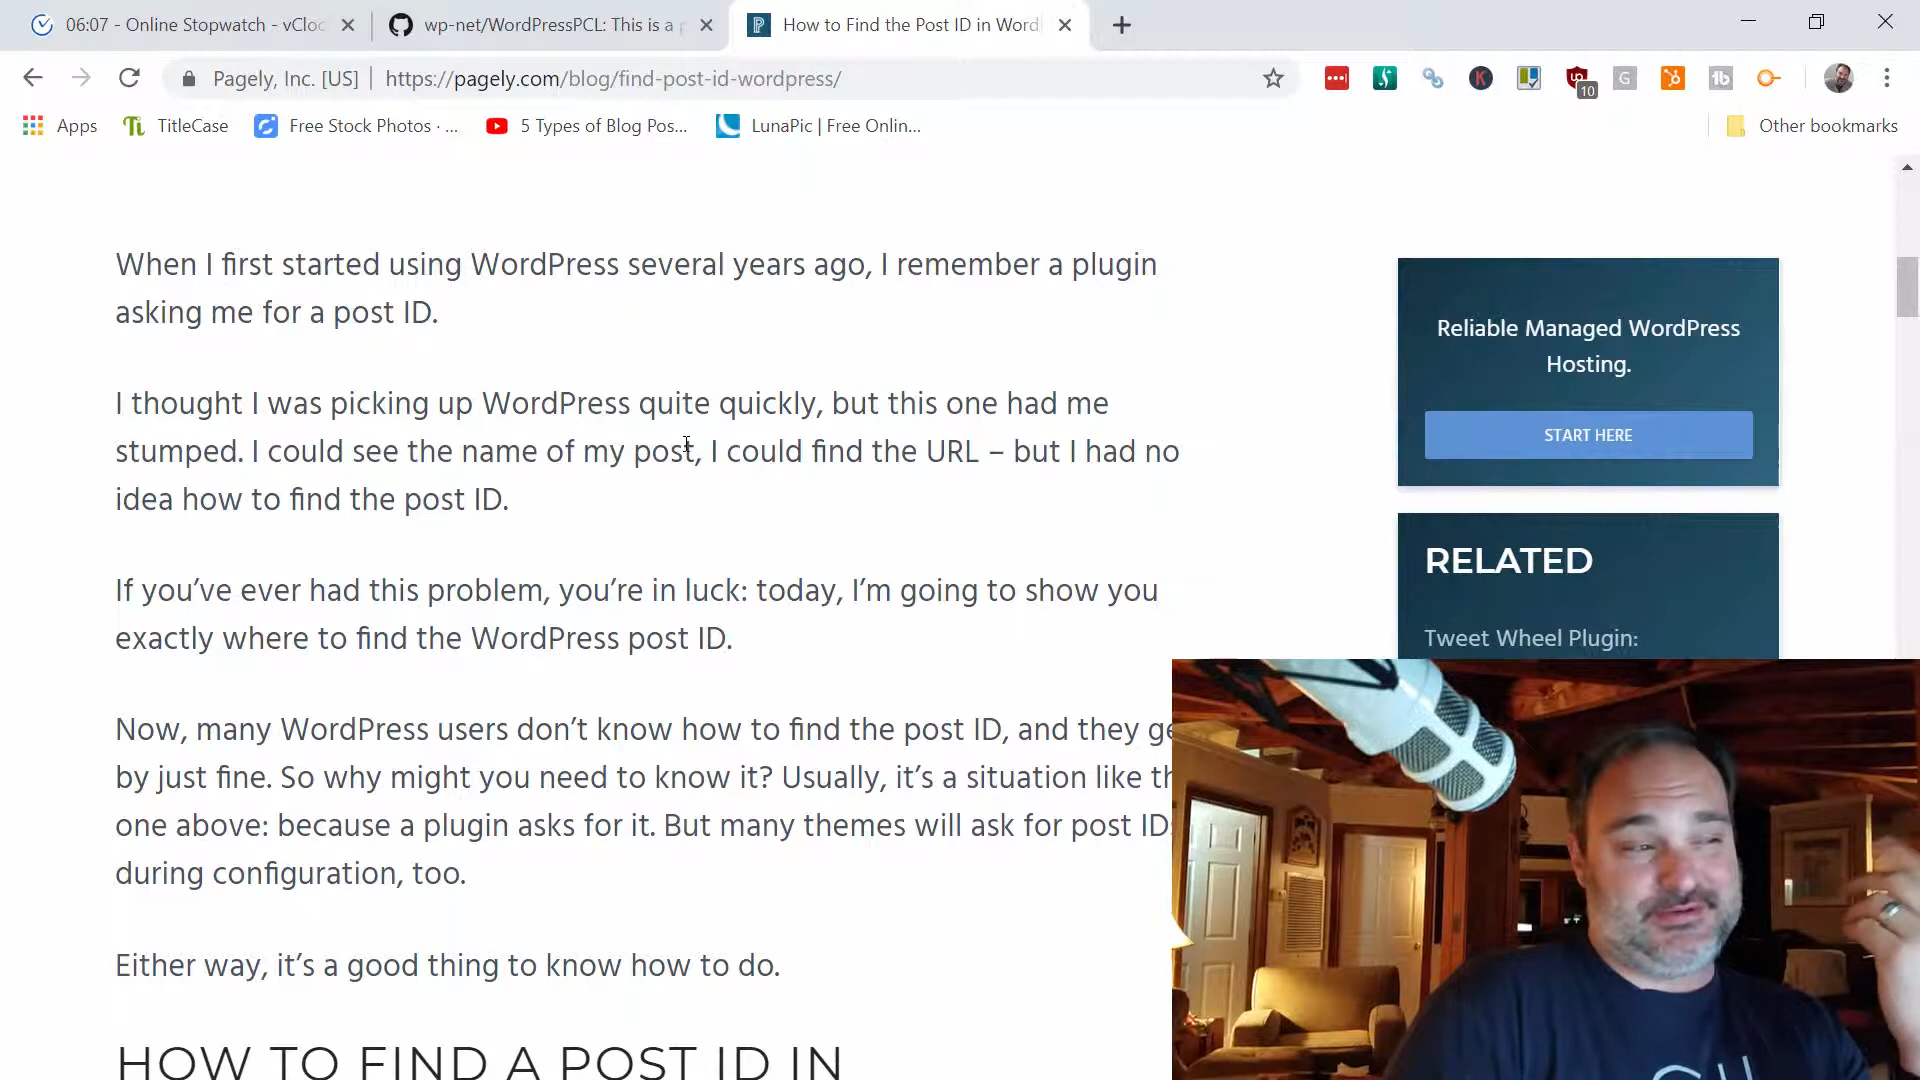 06:07 - Online Stopwatch - vCloc
wp-net/WordPressPCL: This is a p
How to Find the Post ID in Word
Pagely, Inc. [US]
https://pagely.com/blog/find-post-id-wordpress/
10
G
Apps
TitleCase
Free Stock Photos · ...
5 Types of Blog Pos...
LunaPic | Free Onlin...
Other bookmarks
When I first started using WordPress several years ago, I remember a plugin
asking me for a post ID.
I thought I was picking up WordPress quite quickly, but this one had me
stumped. I could see the name of my post, I could find the URL – but I had no
idea how to find the post ID.
If you’ve ever had this problem, you’re in luck: today, I’m going to show you
exactly where to find the WordPress post ID.
Now, many WordPress users don’t know how to find the post ID, and they ge
by just fine. So why might you need to know it? Usually, it’s a situation like th
one above: because a plugin asks for it. But many themes will ask for post ID
during configuration, too.
Either way, it’s a good thing to know how to do.
HOW TO FIND A POST ID IN
Reliable Managed WordPress
Hosting.
START HERE
RELATED
Tweet Wheel Plugin: